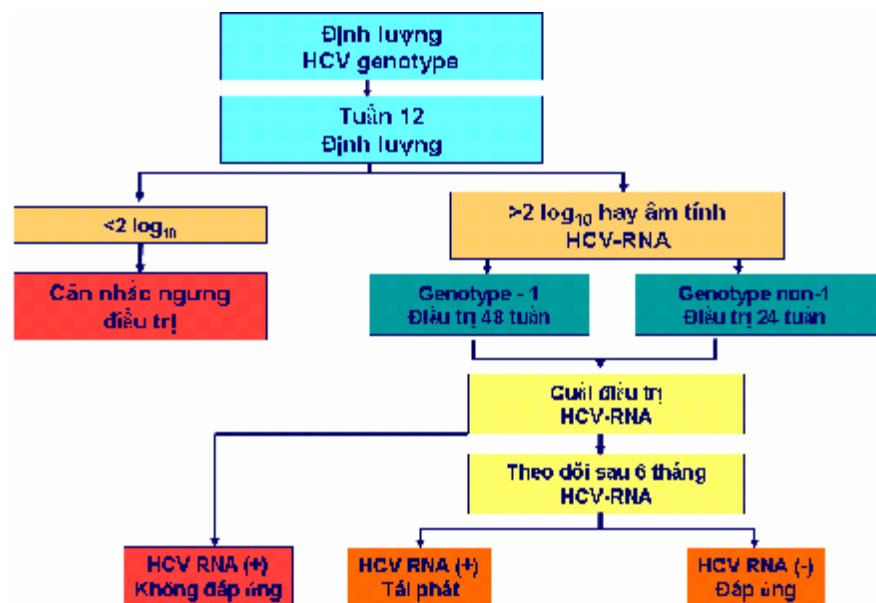 Định lượng
HCV genotype
Tuần 12
Định lượng
<2 log₁₀
>2 log₁₀ hay âm tính
HCV-RNA
Cân nhắc ngưng
điều trị
Genotype - 1
Điều trị 48 tuần
Genotype non-1
Điều trị 24 tuần
Cuối điều trị
HCV-RNA
Theo dõi sau 6 tháng
HCV-RNA
HCV RNA (+)
Không đáp ứng
HCV RNA (+)
Tái phát
HCV RNA (-)
Đáp ứng